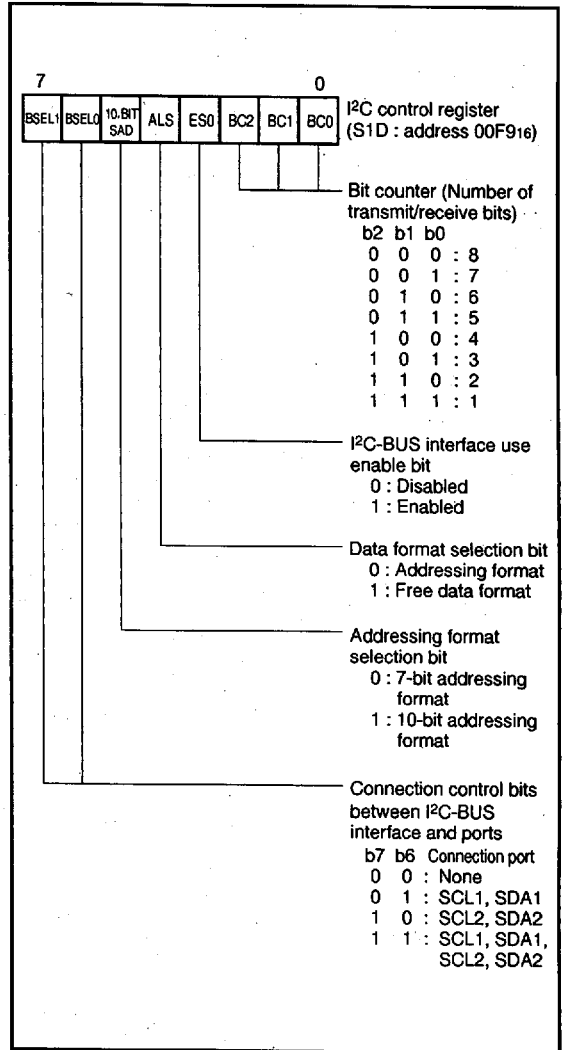 7 0
BSEL1 BSEL0 10.BIT SAD ALS ES0 BC2 BC1 BC0
I²C control register
(S1D : address 00F9₁₆)
Bit counter (Number of
transmit/receive bits)
b2 b1 b0
0 0 0 : 8
0 0 1 : 7
0 1 0 : 6
0 1 1 : 5
1 0 0 : 4
1 0 1 : 3
1 1 0 : 2
1 1 1 : 1
I²C-BUS interface use
enable bit
0 : Disabled
1 : Enabled
Data format selection bit
0 : Addressing format
1 : Free data format
Addressing format
selection bit
0 : 7-bit addressing
format
1 : 10-bit addressing
format
Connection control bits
between I²C-BUS
interface and ports
b7 b6 Connection port
0 0 : None
0 1 : SCL1, SDA1
1 0 : SCL2, SDA2
1 1 : SCL1, SDA1,
SCL2, SDA2